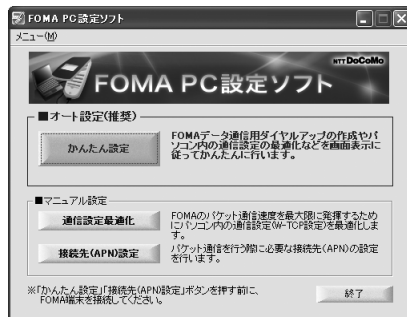 FOMA PC設定ソフト
メニュー(M)
NTT DoCoMo
FOMA PC設定ソフト
■オート設定(推奨)
かんたん設定
FOMAデータ通信用ダイヤルアップの作成やパ
ソコン内の通信設定の最適化などを画面表示に
従ってかんたんに行います。
■マニュアル設定
通信設定最適化
FOMAのパケット通信速度を最大限に発揮するため
にパソコン内の通信設定(W-TCP設定)を最適化しま
す。
接続先(APN)設定
パケット通信を行う際に必要な接続先(APN)の設定
を行います。
※「かんたん設定」「接続先(APN)設定」ボタンを押す前に、
FOMA端末を接続してください。
終了